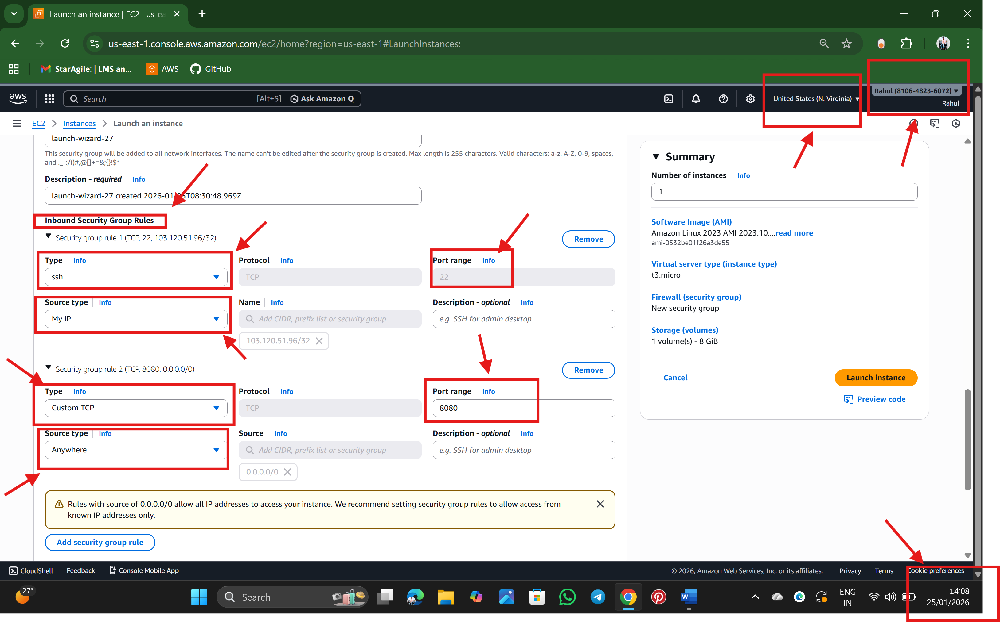 Launch an instance | EC2 | us-ea
us-east-1.console.aws.amazon.com/ec2/home?region=us-east-1#LaunchInstances:
StarAgile: | LMS an...
AWS
GitHub
aws
Search
[Alt+S]
Ask Amazon Q
United States (N. Virginia)
Rahul (8106-4823-6072)
Rahul
EC2
Instances
Launch an instance
launch-wizard-27
This security group will be added to all network interfaces. The name can't be edited after the security group is created. Max length is 255 characters. Valid characters: a-z, A-Z, 0-9, spaces,
and ._-:/()#,@[]+=&;{}!$*
Description - required Info
launch-wizard-27 created 2026-01-25T08:30:48.969Z
Inbound Security Group Rules
Security group rule 1 (TCP, 22, 103.120.51.96/32)
Remove
Type Info
Protocol Info
Port range Info
ssh
TCP
22
Source type Info
Name Info
Description - optional Info
My IP
Add CIDR, prefix list or security group
e.g. SSH for admin desktop
103.120.51.96/32
Security group rule 2 (TCP, 8080, 0.0.0.0/0)
Remove
Type Info
Protocol Info
Port range Info
Custom TCP
TCP
8080
Source type Info
Source Info
Description - optional Info
Anywhere
Add CIDR, prefix list or security group
e.g. SSH for admin desktop
0.0.0.0/0
Rules with source of 0.0.0.0/0 allow all IP addresses to access your instance. We recommend setting security group rules to allow access from
known IP addresses only.
Add security group rule
Summary
Number of instances Info
1
Software Image (AMI)
Amazon Linux 2023 AMI 2023.10....read more
ami-0532be01f26a3de55
Virtual server type (instance type)
t3.micro
Firewall (security group)
New security group
Storage (volumes)
1 volume(s) - 8 GiB
Cancel
Launch instance
Preview code
CloudShell
Feedback
Console Mobile App
© 2026, Amazon Web Services, Inc. or its affiliates.
Privacy
Terms
Cookie preferences
27°
Search
ENG
IN
14:08
25/01/2026